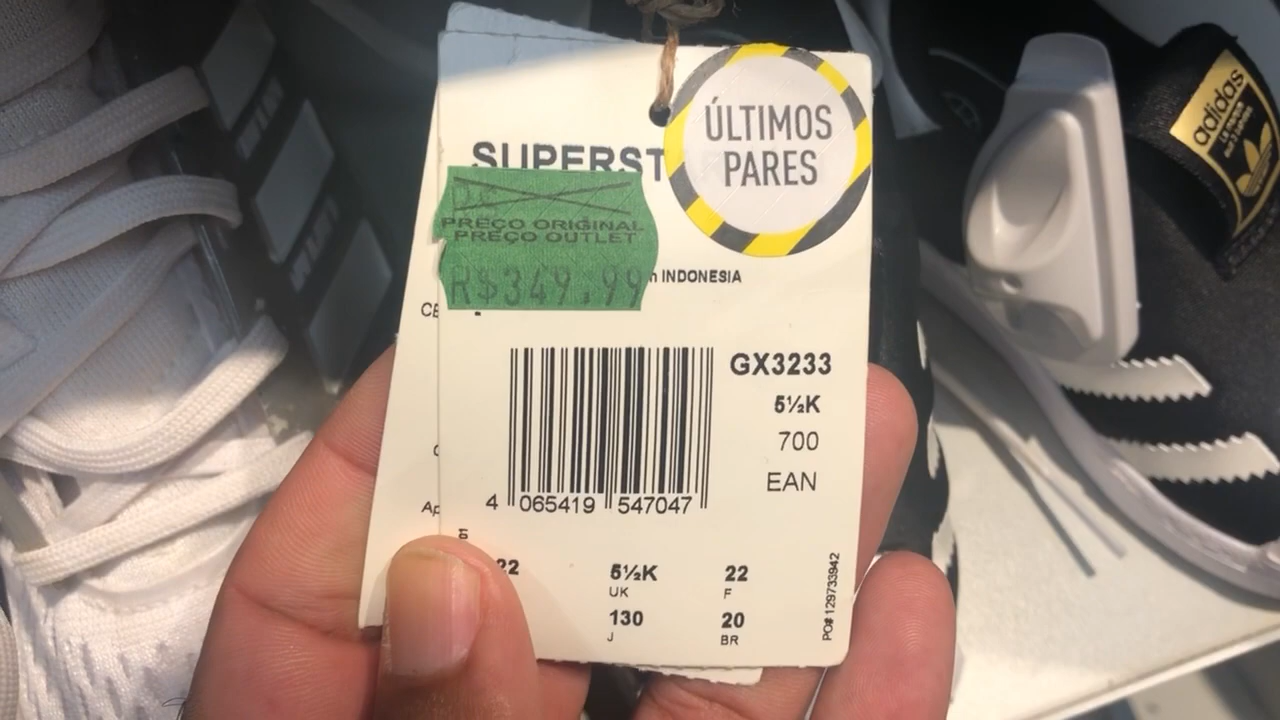 ÚLTIMOS
PARES
SUPERST
PREÇO ORIGINAL
PREÇO OUTLET
R$349.99
INDONESIA
GX3233
5½K
700
EAN
4 065419 547047
01
22 5½K 22
UK F
130 20
J BR
PO# 129733942
adidas